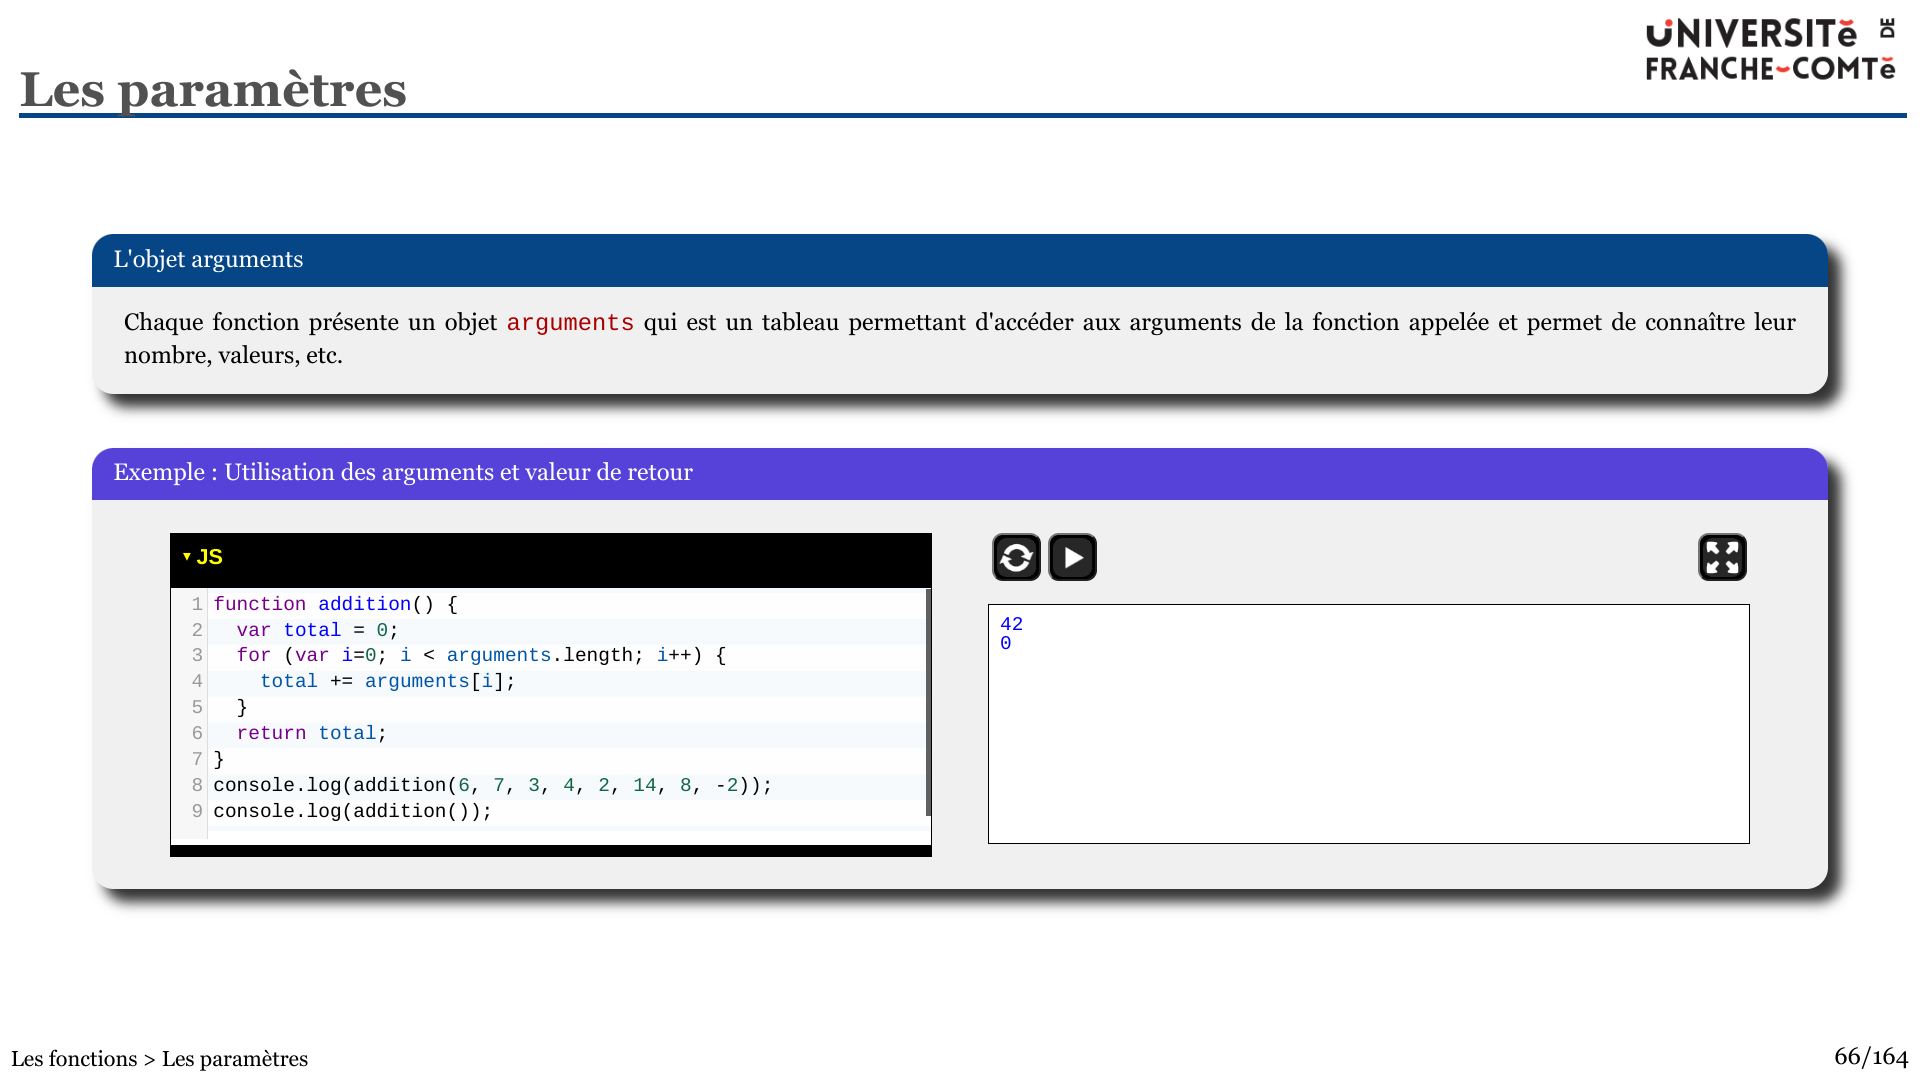 UNIVERSITé DE
FRANCHE-COMTé
Les paramètres
L'objet arguments
Chaque fonction présente un objet arguments qui est un tableau permettant d'accéder aux arguments de la fonction appelée et permet de connaître leur
nombre, valeurs, etc.
Exemple : Utilisation des arguments et valeur de retour
▾ JS
1 function addition() {
2   var total = 0;
3   for (var i=0; i < arguments.length; i++) {
4     total += arguments[i];
5   }
6   return total;
7 }
8 console.log(addition(6, 7, 3, 4, 2, 14, 8, -2));
9 console.log(addition());
42
0
Les fonctions > Les paramètres
66/164